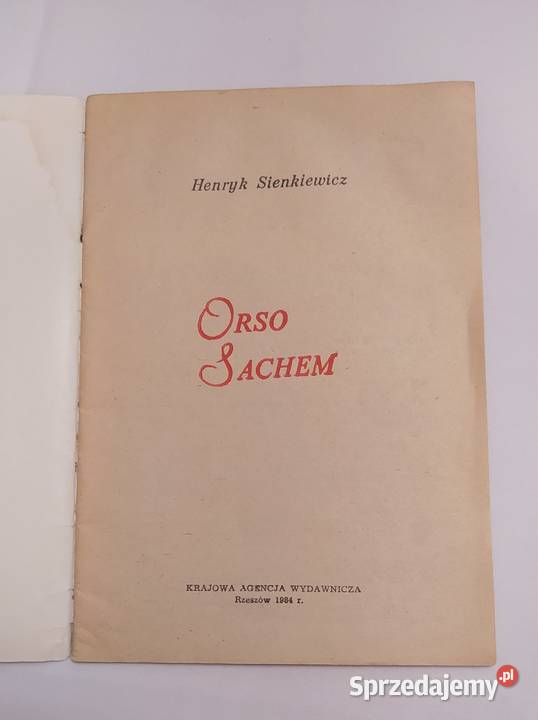 Henryk Sienkiewicz
ORSO
SACHEM
KRAJOWA AGENCJA WYDAWNICZA
Rzeszów 1984 r.
Sprzedajemy.pl